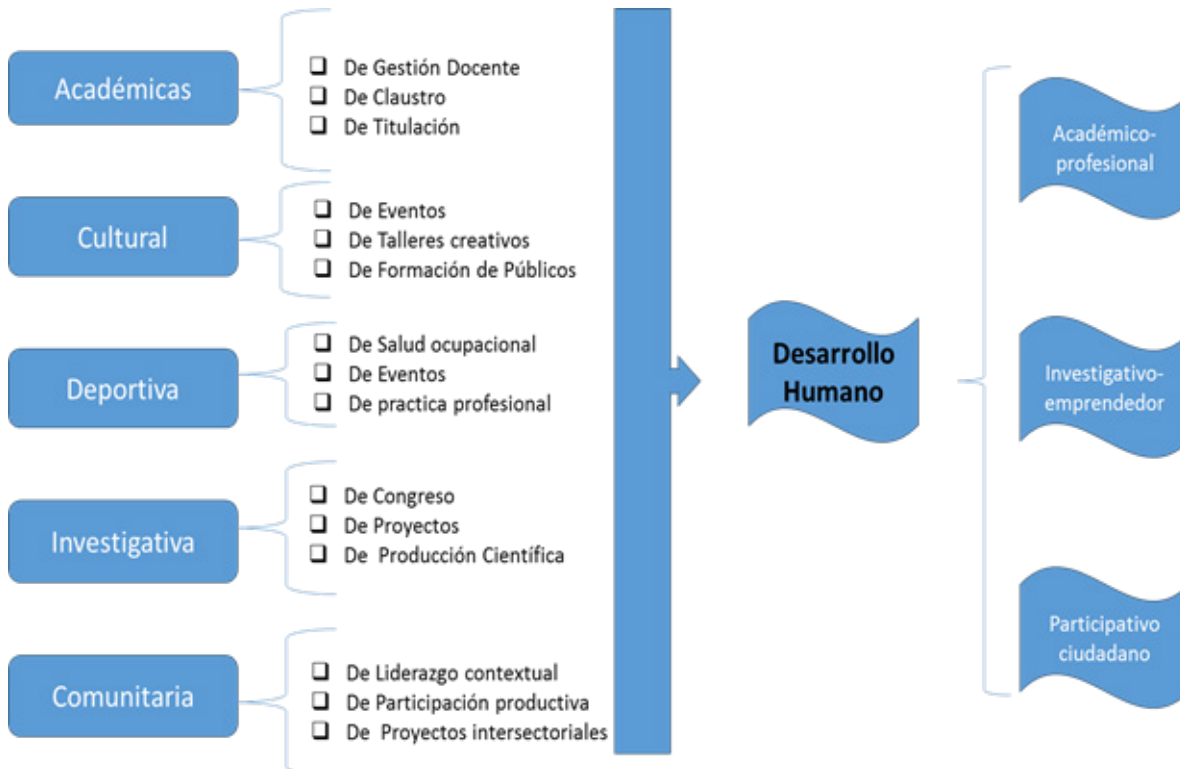 Académicas
De Gestión Docente
De Claustro
De Titulación
Cultural
De Eventos
De Talleres creativos
De Formación de Públicos
Deportiva
De Salud ocupacional
De Eventos
De practica profesional
Investigativa
De Congreso
De Proyectos
De Producción Científica
Comunitaria
De Liderazgo contextual
De Participación productiva
De Proyectos intersectoriales
Desarrollo
Humano
Académico-
profesional
Investigativo-
emprendedor
Participativo
ciudadano